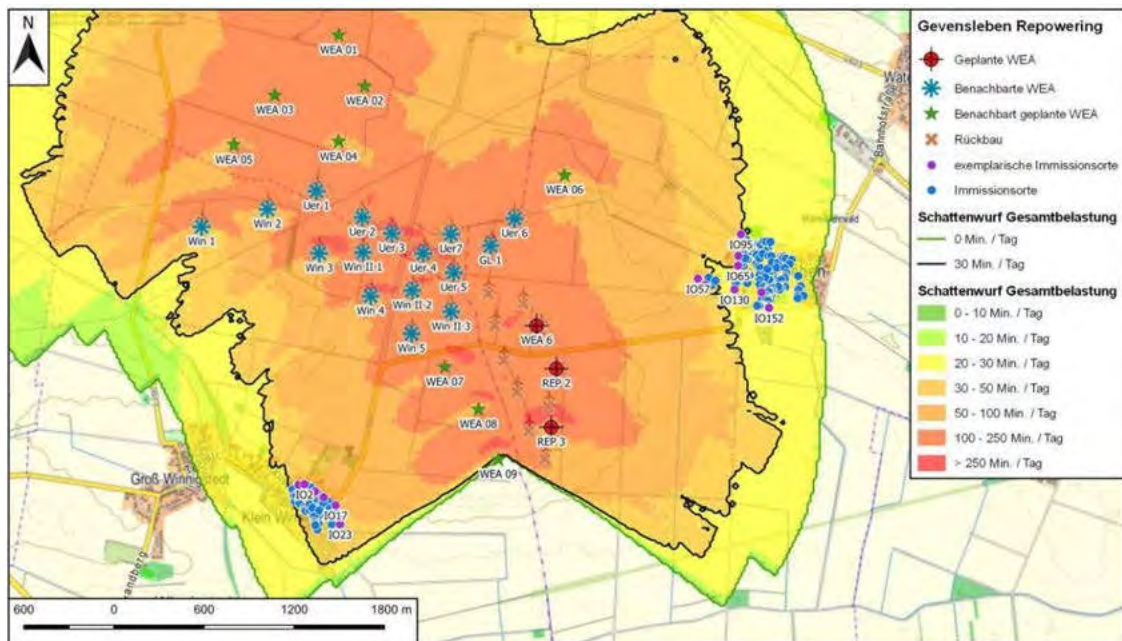 N
WEA 01
WEA 02
WEA 03
WEA 04
WEA 05
WEA 06
Uer 1
Win 2
Win 1
Uer 2
Uer 3
Uer7
Uer 6
GL 1
Win 3
Win II-1
Uer 4
Uer 5
Win 4
Win II-2
Win II-3
Win 5
WEA 6
WEA 07
REP 2
WEA 08
REP 3
WEA 09
IO95
IO65
IO57
IO130
IO152
IO2
IO17
IO23
Groß Winnigstedt
Klein
Bahnhofstraß
600 0 600 1200 1800 m
Gevensleben Repowering
Geplante WEA
Benachbarte WEA
Benachbart geplante WEA
Rückbau
exemplarische Immissionsorte
Immissionsorte
Schattenwurf Gesamtbelastung
0 Min. / Tag
30 Min. / Tag
Schattenwurf Gesamtbelastung
0 - 10 Min. / Tag
10 - 20 Min. / Tag
20 - 30 Min. / Tag
30 - 50 Min. / Tag
50 - 100 Min. / Tag
100 - 250 Min. / Tag
> 250 Min. / Tag